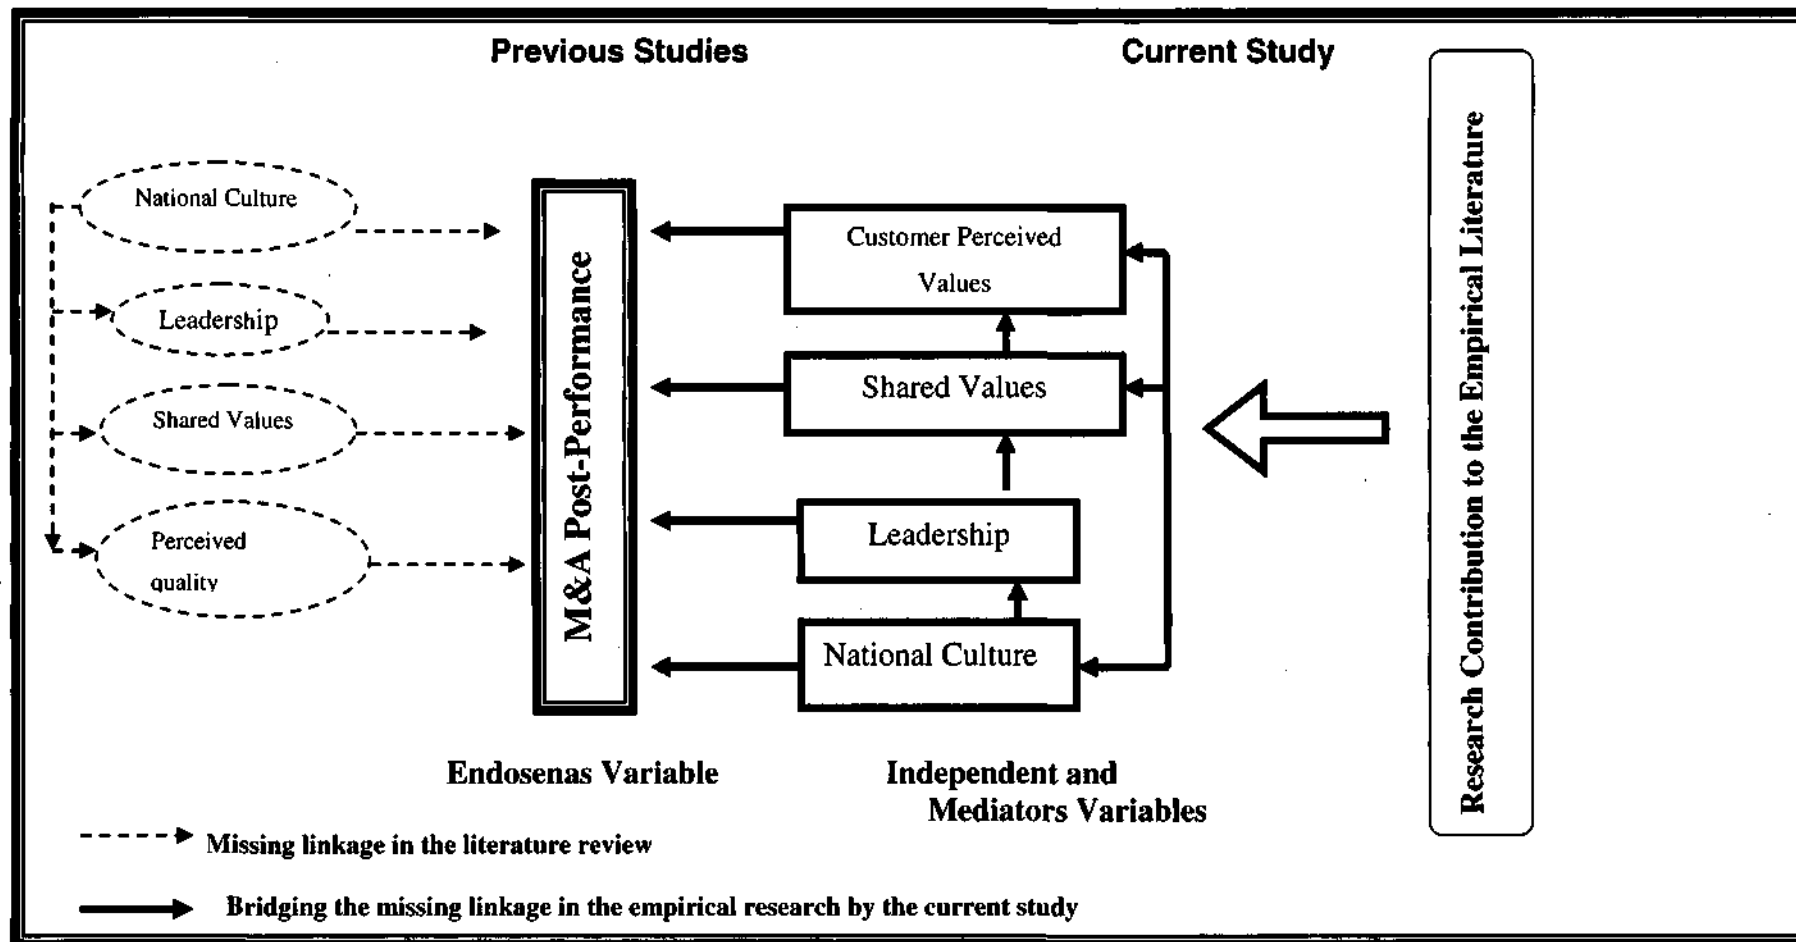 Previous Studies
Current Study
National Culture
Leadership
Shared Values
Perceived
quality
M&A Post-Performance
Customer Perceived
Values
Shared Values
Leadership
National Culture
Research Contribution to the Empirical Literature
Endosenas Variable
Independent and
Mediators Variables
Missing linkage in the literature review
Bridging the missing linkage in the empirical research by the current study